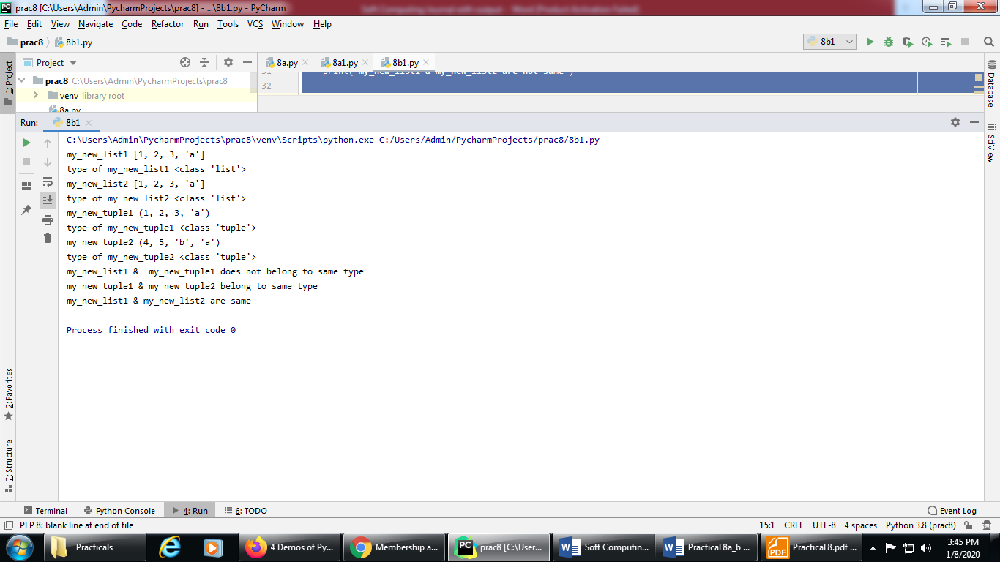 prac8 [C:\Users\Admin\PycharmProjects\prac8] - ...\8b1.py - PyCharm
Soft Computing Journal with output - Word (Product Activation Failed)
File Edit View Navigate Code Refactor Run Tools VCS Window Help
prac8 8b1.py
8b1
Project
8a.py 8a1.py 8b1.py
1: Project
prac8 C:\Users\Admin\PycharmProjects\prac8
print("my_new_list1 & my_new_list2 are not same")
venv library root
32
8a.py
Database
Run: 8b1
SciView
C:\Users\Admin\PycharmProjects\prac8\venv\Scripts\python.exe C:/Users/Admin/PycharmProjects/prac8/8b1.py
my_new_list1 [1, 2, 3, 'a']
type of my_new_list1 <class 'list'>
my_new_list2 [1, 2, 3, 'a']
type of my_new_list2 <class 'list'>
my_new_tuple1 (1, 2, 3, 'a')
type of my_new_tuple1 <class 'tuple'>
my_new_tuple2 (4, 5, 'b', 'a')
type of my_new_tuple2 <class 'tuple'>
my_new_list1 &  my_new_tuple1 does not belong to same type
my_new_tuple1 & my_new_tuple2 belong to same type
my_new_list1 & my_new_list2 are same
Process finished with exit code 0
2: Favorites
7: Structure
Terminal Python Console 4: Run 6: TODO Event Log
PEP 8: blank line at end of file 15:1 CRLF UTF-8 4 spaces Python 3.8 (prac8)
Practicals 4 Demos of Py... Membership a... prac8 [C:\User... Soft Computin... Practical 8a_b ... Practical 8.pdf ... 3:45 PM
1/8/2020